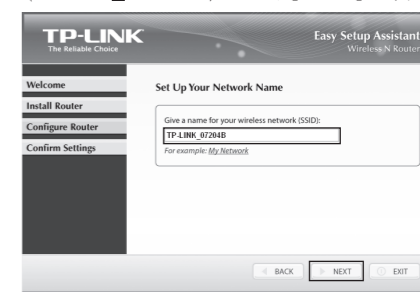 TP-LINK
The Reliable Choice
Easy Setup Assistant
Wireless N Router
Welcome
Install Router
Configure Router
Confirm Settings
Set Up Your Network Name
Give a name for your wireless network (SSID):
TP-LINK_07204B
For example: My Network
BACK
NEXT
EXIT